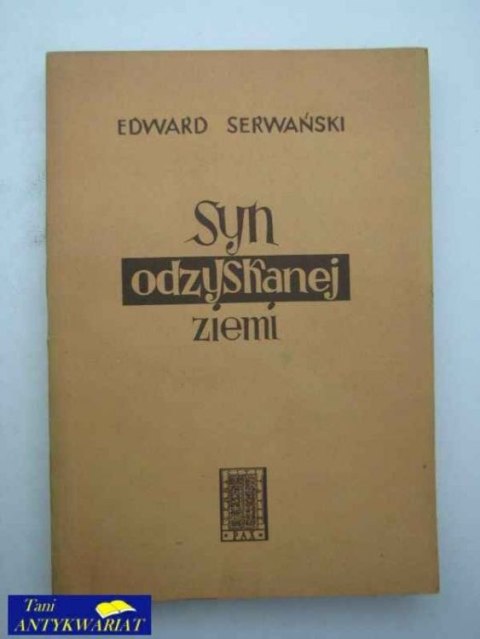 EDWARD SERWAŃSKI
Syn
odzyskanej
ziemi
PAX
Tani
ANTYKWARIAT